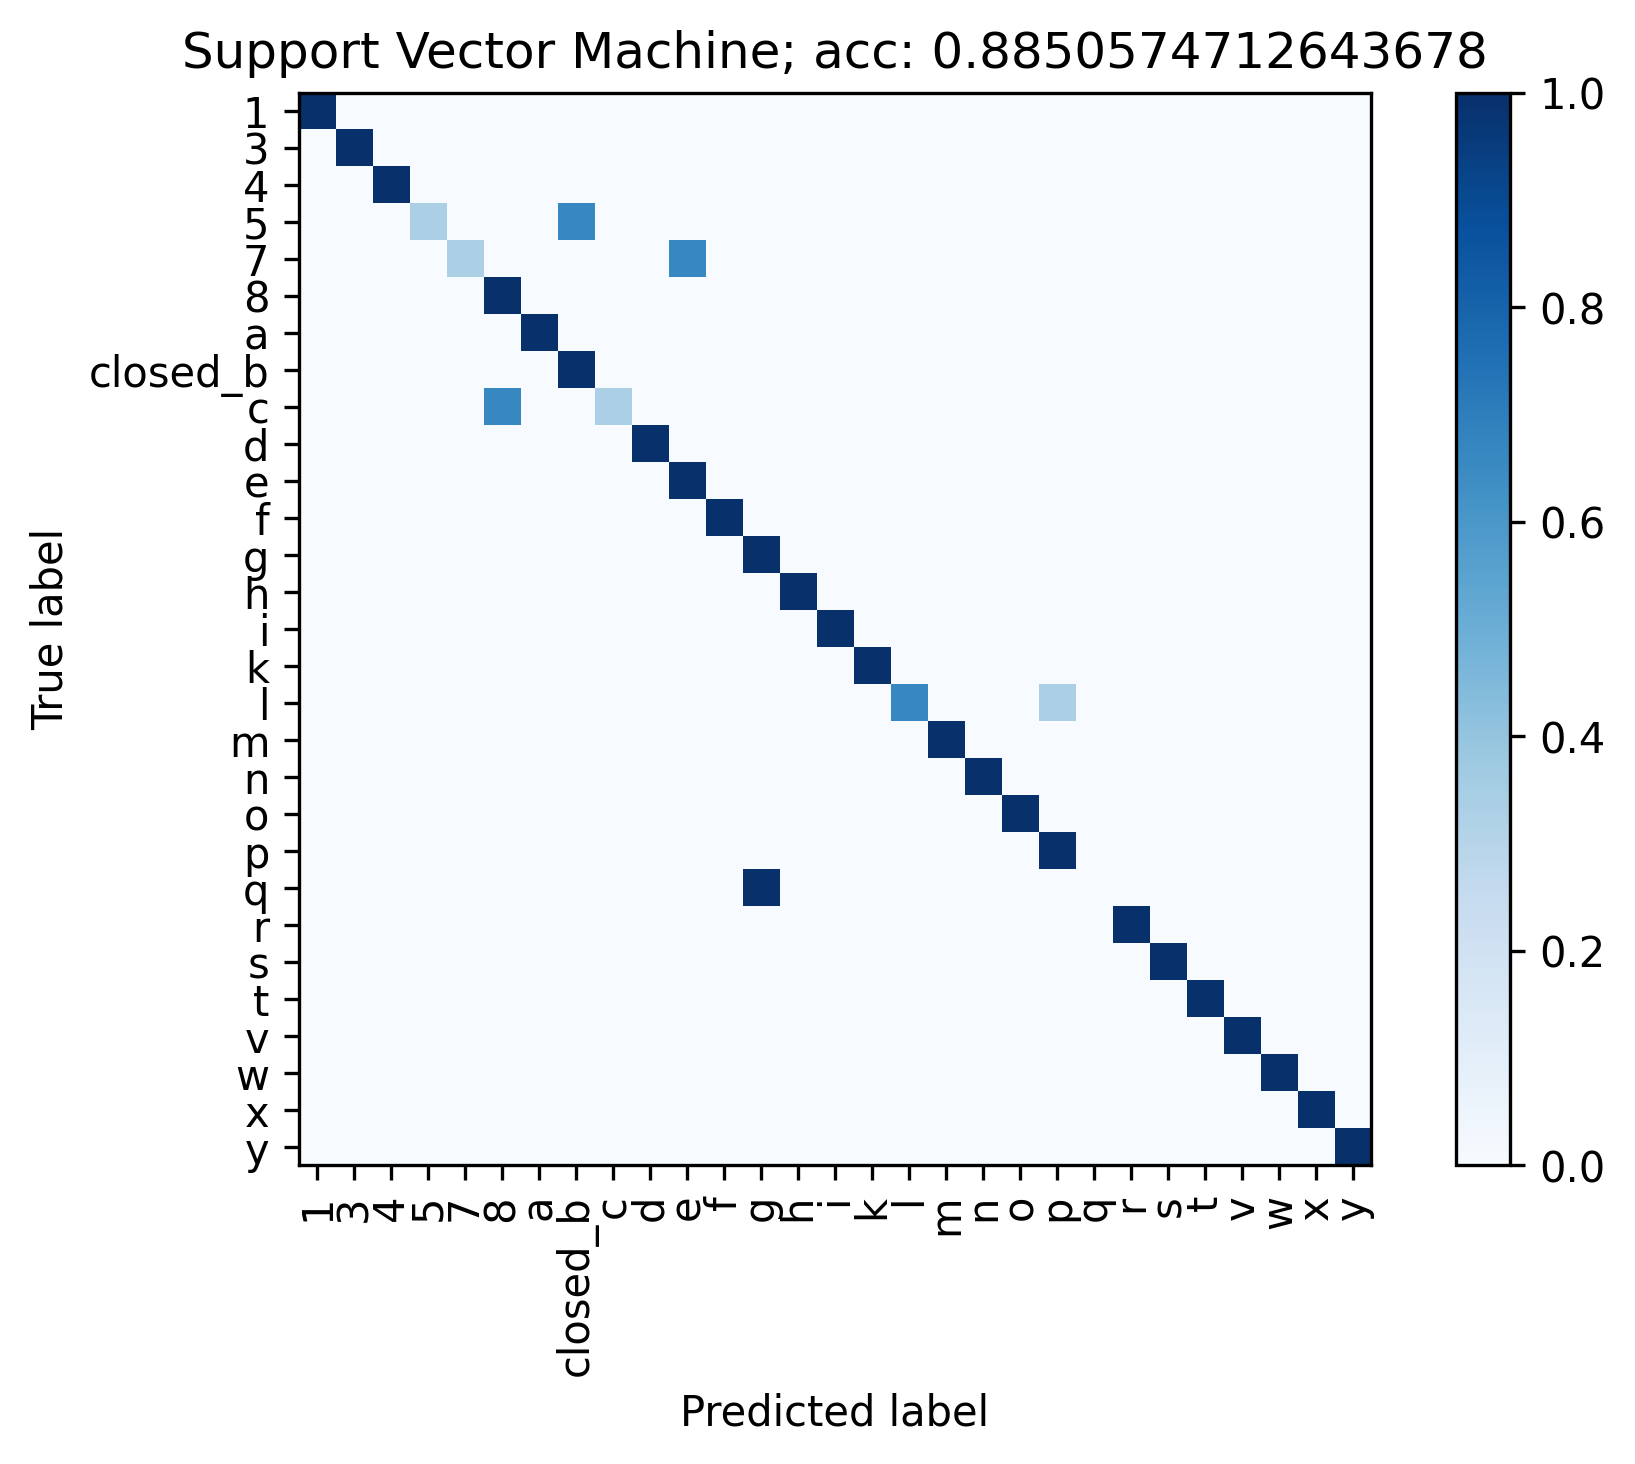 Support Vector Machine; acc: 0.8850574712643678
1
3
4
5
7
8
a
closed_b
c
d
e
f
g
h
i
k
l
m
n
o
p
q
r
s
t
v
w
x
y
True label
1 3 4 5 7 8 a closed_b c d e f g h i k l m n o p q r s t v w x y
Predicted label
1.0
0.8
0.6
0.4
0.2
0.0